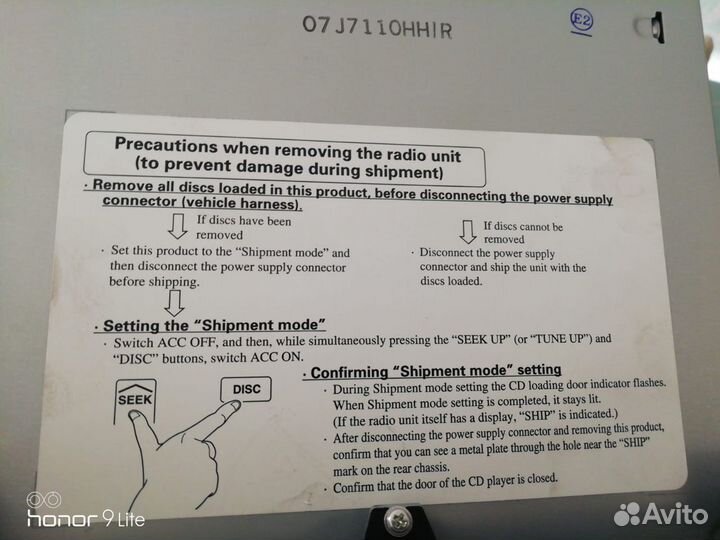 07J7110HHIR
E2
Precautions when removing the radio unit
(to prevent damage during shipment)
· Remove all discs loaded in this product, before disconnecting the power supply
connector (vehicle harness).
If discs have been
removed
· Set this product to the “Shipment mode” and
then disconnect the power supply connector
before shipping.
If discs cannot be
removed
· Disconnect the power supply
connector and ship the unit with the
discs loaded.
· Setting the “Shipment mode”
· Switch ACC OFF, and then, while simultaneously pressing the “SEEK UP” (or “TUNE UP”) and
“DISC” buttons, switch ACC ON.
SEEK
DISC
· Confirming “Shipment mode” setting
· During Shipment mode setting the CD loading door indicator flashes.
When Shipment mode setting is completed, it stays lit.
(If the radio unit itself has a display, “SHIP” is indicated.)
· After disconnecting the power supply connector and removing this product,
confirm that you can see a metal plate through the hole near the “SHIP”
mark on the rear chassis.
· Confirm that the door of the CD player is closed.
honor 9 Lite
Avito